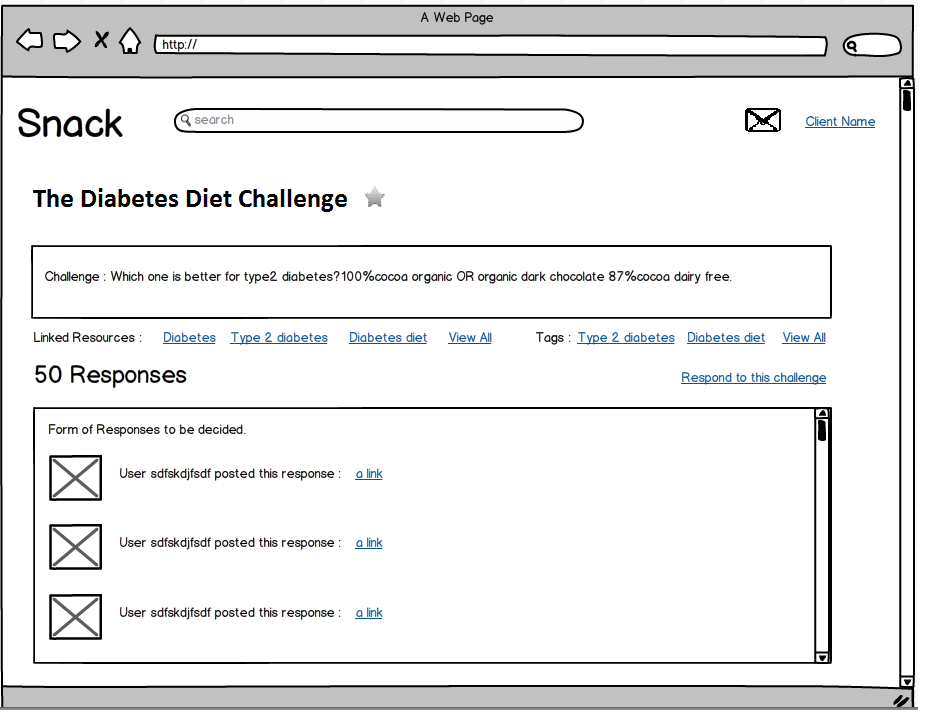 A Web Page
http://
Snack
search
Client Name
The Diabetes Diet Challenge
Challenge : Which one is better for type2 diabetes?100%cocoa organic OR organic dark chocolate 87%cocoa dairy free.
Linked Resources : Diabetes Type 2 diabetes Diabetes diet View All Tags : Type 2 diabetes Diabetes diet View All
50 Responses
Respond to this challenge
Form of Responses to be decided.
User sdfskdjfsdf posted this response : a link
User sdfskdjfsdf posted this response : a link
User sdfskdjfsdf posted this response : a link